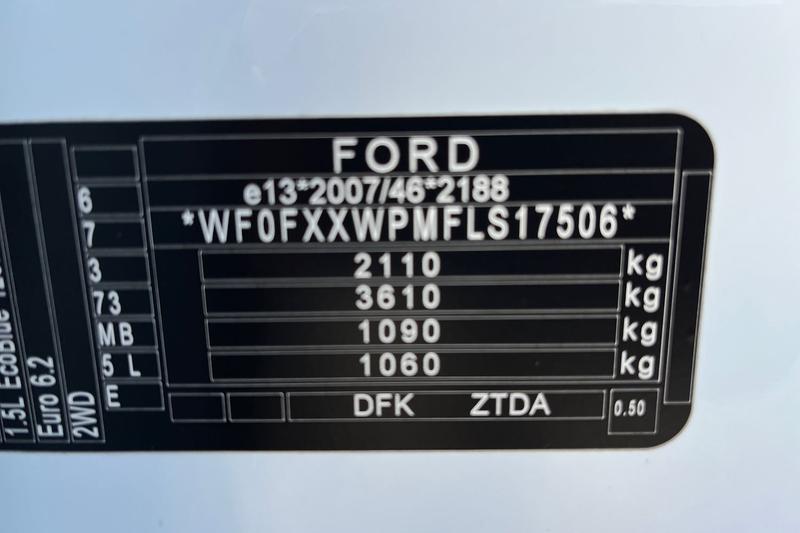 FORD
e13*2007/46*2188
*WF0FXXWPMFLS17506*
2110 kg
3610 kg
1090 kg
1060 kg
DFK ZTDA
0.50
6
7
3
73
MB
5 L
E
1.5L EcoBlue
Euro 6.2
2WD